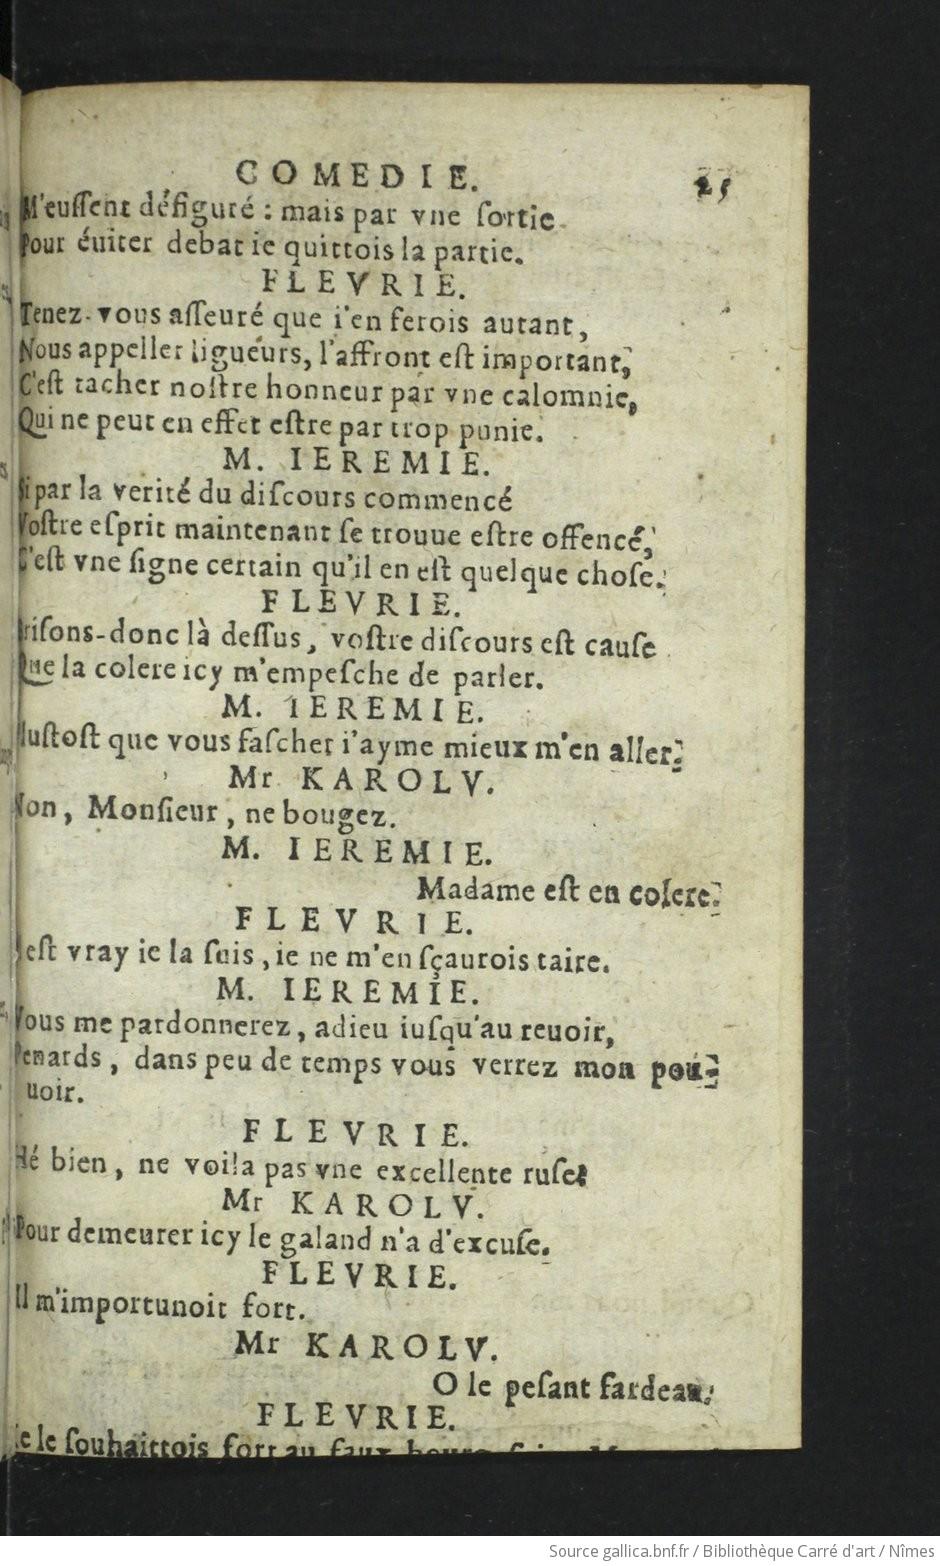 COMEDIE. 25
M'eussent défiguré : mais par vne sortie
Pour éuiter debat ie quittois la partie.
FLEVRIE.
Tenez-vous asseuré que i'en ferois autant,
Nous appeller ligueurs, l'affront est important,
C'est tacher nostre honneur par vne calomnie,
Qui ne peut en effet estre par trop punie.
M. IEREMIE.
Si par la verité du discours commencé
Vostre esprit maintenant se trouue estre offencé,
C'est vne signe certain qu'il en est quelque chose.
FLEVRIE.
Brisons-donc là dessus, vostre discours est cause
Que la colere icy m'empesche de parler.
M. IEREMIE.
Plustost que vous fascher i'ayme mieux m'en aller.
Mr KAROLV.
Non, Monsieur, ne bougez.
M. IEREMIE.
Madame est en colere.
FLEVRIE.
Il est vray ie la suis, ie ne m'en sçaurois taire.
M. IEREMIE.
Vous me pardonnerez, adieu iusqu'au reuoir,
Penards, dans peu de temps vous verrez mon pou-
uoir.
FLEVRIE.
Hé bien, ne voila pas vne excellente ruse?
Mr KAROLV.
Pour demeurer icy le galand n'a d'excuse.
FLEVRIE.
Il m'importunoit fort.
Mr KAROLV.
O le pesant fardeau.
FLEVRIE.
Ie le souhaittois fort au faux bourg
Source gallica.bnf.fr / Bibliothèque Carré d'art / Nîmes